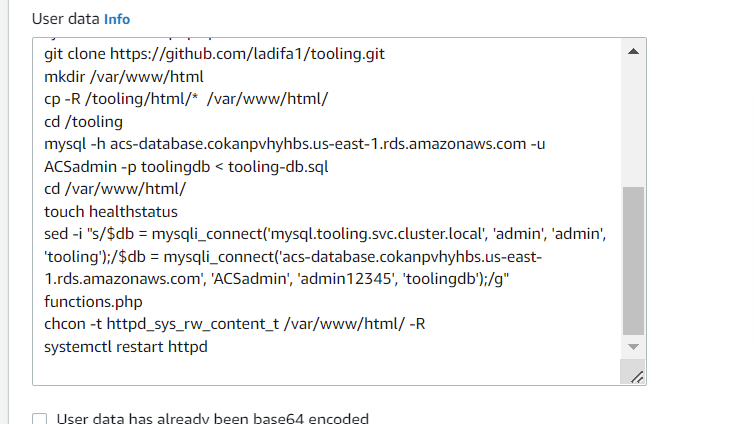 User data Info
git clone https://github.com/ladifa1/tooling.git
mkdir /var/www/html
cp -R /tooling/html/*  /var/www/html/
cd /tooling
mysql -h acs-database.cokanpvhyhbs.us-east-1.rds.amazonaws.com -u
ACSadmin -p toolingdb < tooling-db.sql
cd /var/www/html/
touch healthstatus
sed -i "s/$db = mysqli_connect('mysql.tooling.svc.cluster.local', 'admin', 'admin',
'tooling');/$db = mysqli_connect('acs-database.cokanpvhyhbs.us-east-
1.rds.amazonaws.com', 'ACSadmin', 'admin12345', 'toolingdb');/g"
functions.php
chcon -t httpd_sys_rw_content_t /var/www/html/ -R
systemctl restart httpd
User data has already been base64 encoded